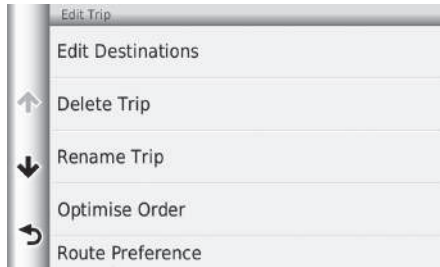 Edit Trip
Edit Destinations
Delete Trip
Rename Trip
Optimise Order
Route Preference